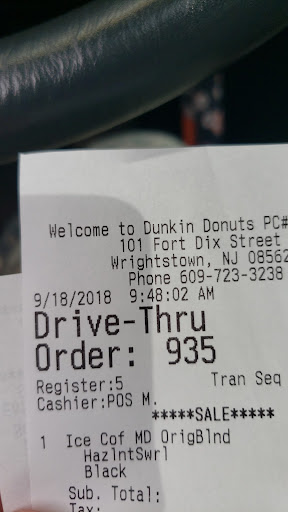 Welcome to Dunkin Donuts PC#
101 Fort Dix Street
Wrightstown, NJ 08562
Phone 609-723-3238
9/18/2018 9:48:02 AM
Drive-Thru
Order: 935
Register:5 Tran Seq
Cashier:POS M.
*****SALE*****
1 Ice Cof MD OrigBlnd
HazlntSwrl
Black
Sub. Total:
Tax: